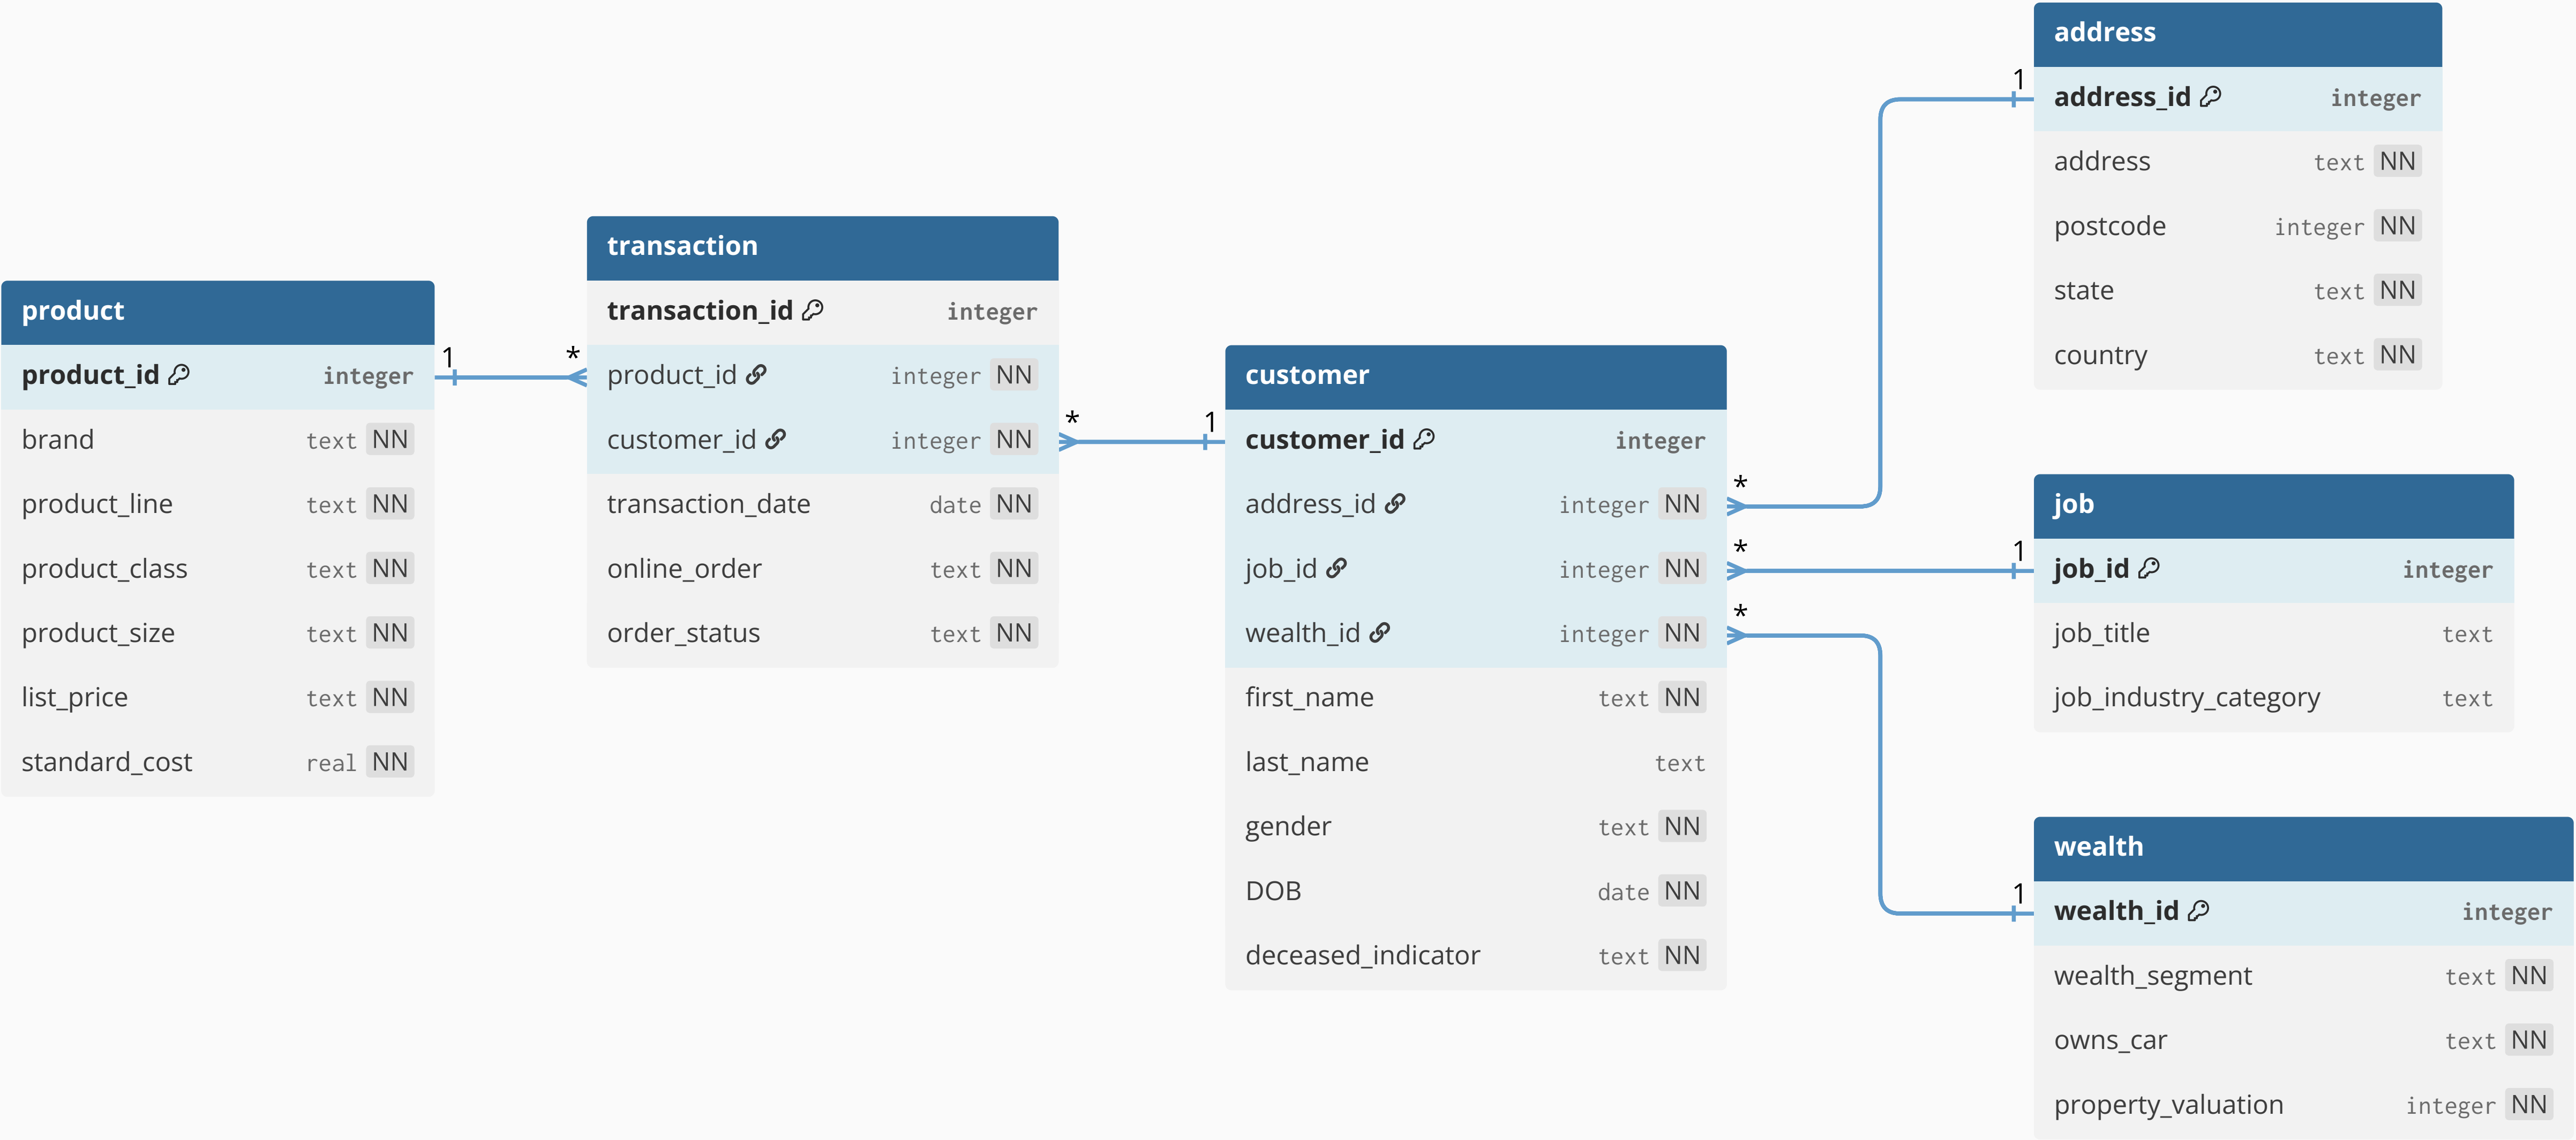 product
product_id integer
brand text NN
product_line text NN
product_class text NN
product_size text NN
list_price text NN
standard_cost real NN
1 *
transaction
transaction_id integer
product_id integer NN
customer_id integer NN
transaction_date date NN
online_order text NN
order_status text NN
* 1
customer
customer_id integer
address_id integer NN
job_id integer NN
wealth_id integer NN
first_name text NN
last_name text
gender text NN
DOB date NN
deceased_indicator text NN
* 1
* 1
* 1
address
address_id integer
address text NN
postcode integer NN
state text NN
country text NN
job
job_id integer
job_title text
job_industry_category text
wealth
wealth_id integer
wealth_segment text NN
owns_car text NN
property_valuation integer NN